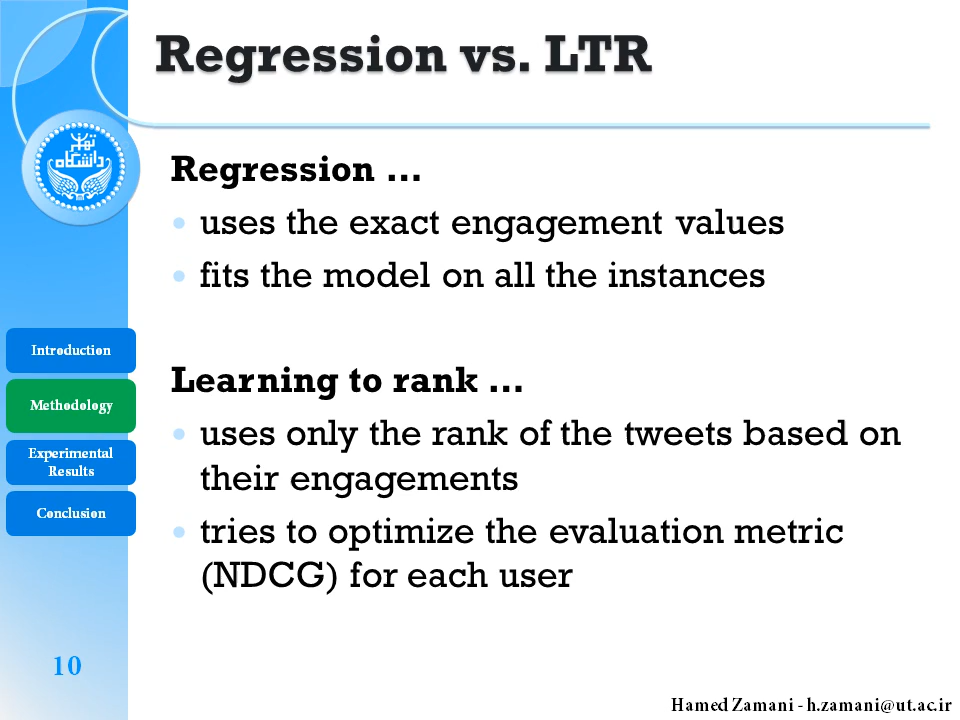 Regression vs. LTR
تهران
دانشگاه
Regression ...
uses the exact engagement values
fits the model on all the instances
Learning to rank ...
uses only the rank of the tweets based on
their engagements
tries to optimize the evaluation metric
(NDCG) for each user
Introduction
Methodology
Experimental
Results
Conclusion
10
Hamed Zamani - h.zamani@ut.ac.ir